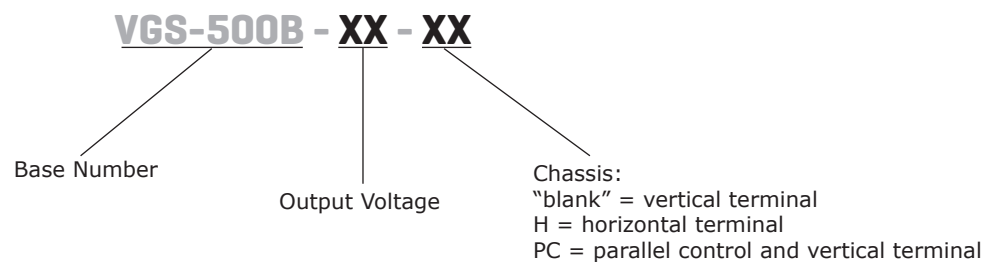 VGS-500B - XX - XX
Base Number
Output Voltage
Chassis:
“blank” = vertical terminal
H = horizontal terminal
PC = parallel control and vertical terminal